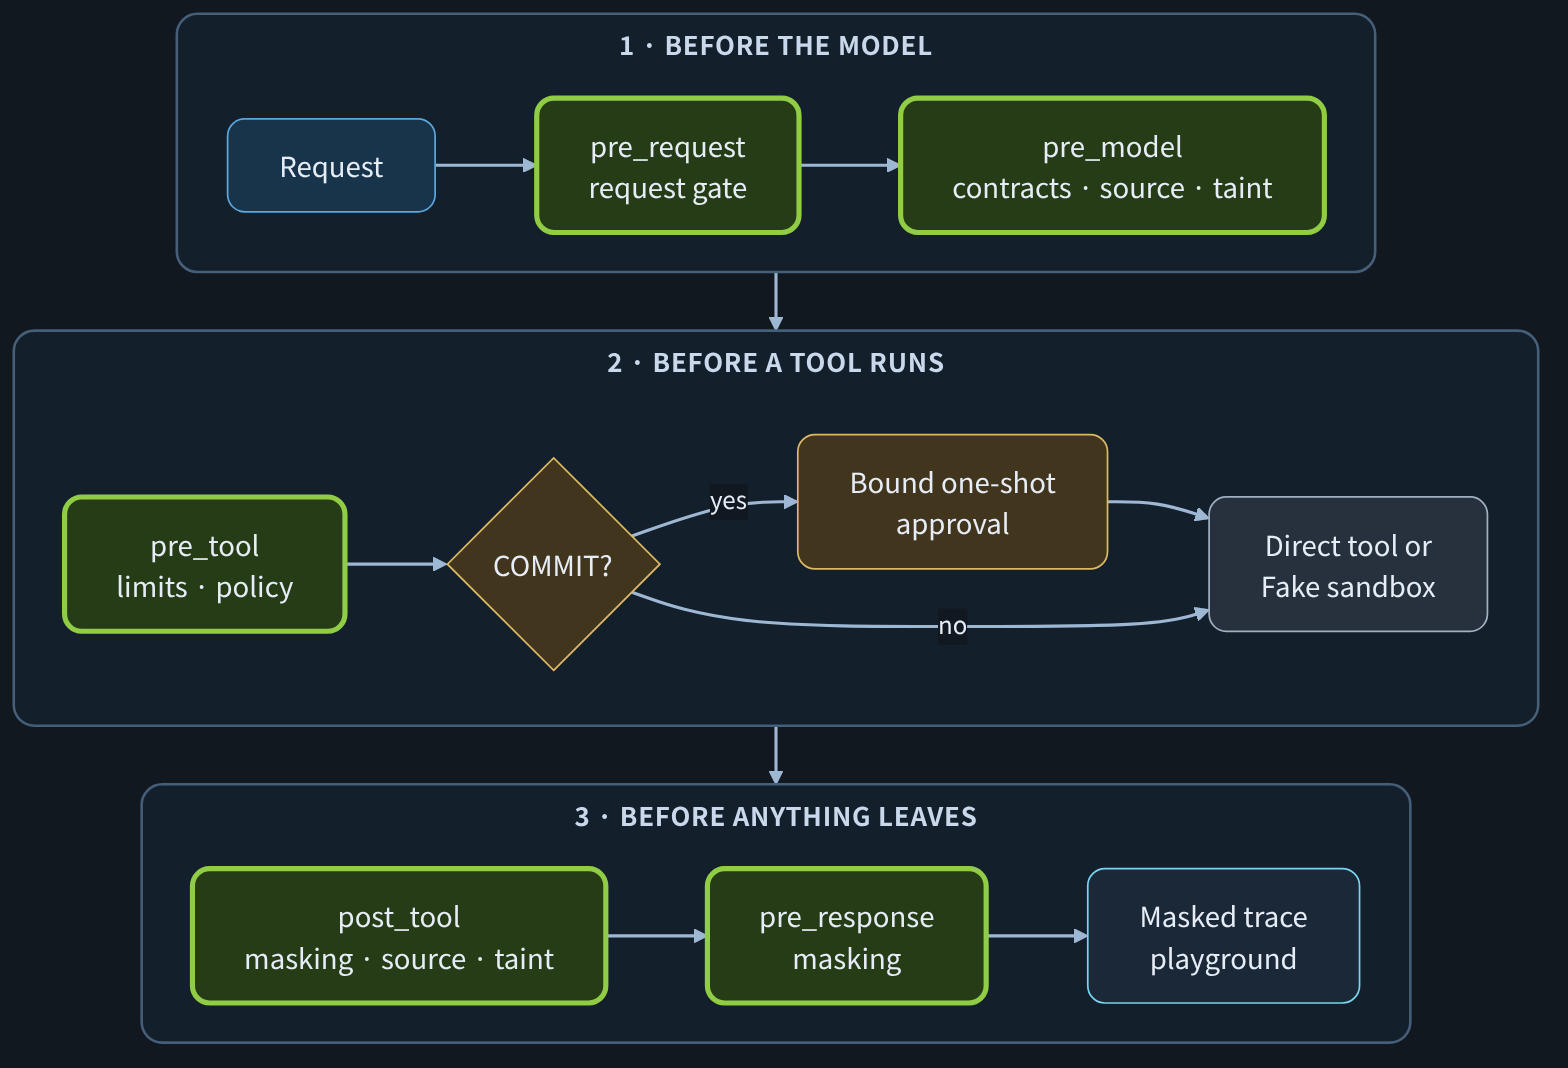 1 · BEFORE THE MODEL
Request
pre_request
request gate
pre_model
contracts · source · taint
2 · BEFORE A TOOL RUNS
pre_tool
limits · policy
COMMIT?
yes
no
Bound one-shot
approval
Direct tool or
Fake sandbox
3 · BEFORE ANYTHING LEAVES
post_tool
masking · source · taint
pre_response
masking
Masked trace
playground